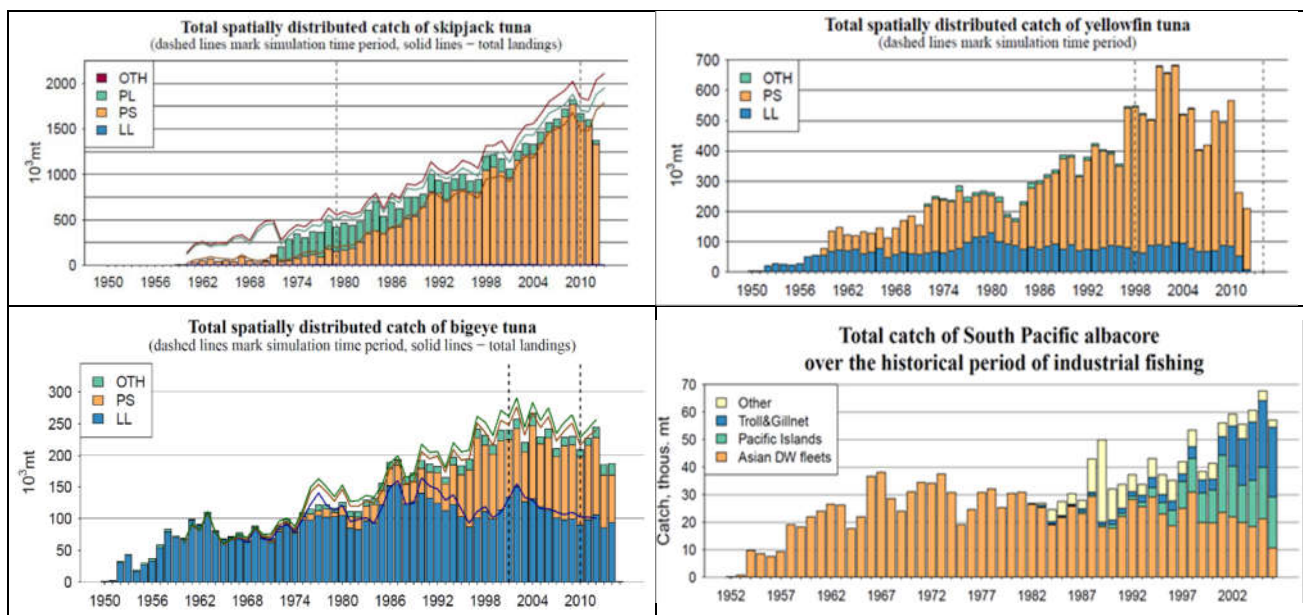 Total spatially distributed catch of skipjack tuna
(dashed lines mark simulation time period, solid lines − total landings)
2000
1500
1000
500
0
10³mt
OTH
PL
PS
LL
1950 1956 1962 1968 1974 1980 1986 1992 1998 2004 2010
Total spatially distributed catch of yellowfin tuna
(dashed lines mark simulation time period)
700
600
500
400
300
200
100
0
10³mt
OTH
PS
LL
1950 1956 1962 1968 1974 1980 1986 1992 1998 2004 2010
Total spatially distributed catch of bigeye tuna
(dashed lines mark simulation time period, solid lines − total landings)
300
250
200
150
100
50
0
10³mt
OTH
PS
LL
1950 1956 1962 1968 1974 1980 1986 1992 1998 2004 2010
Total catch of South Pacific albacore
over the historical period of industrial fishing
70
60
50
40
30
20
10
0
Catch, thous. mt
Other
Troll&Gillnet
Pacific Islands
Asian DW fleets
1952 1957 1962 1967 1972 1977 1982 1987 1992 1997 2002